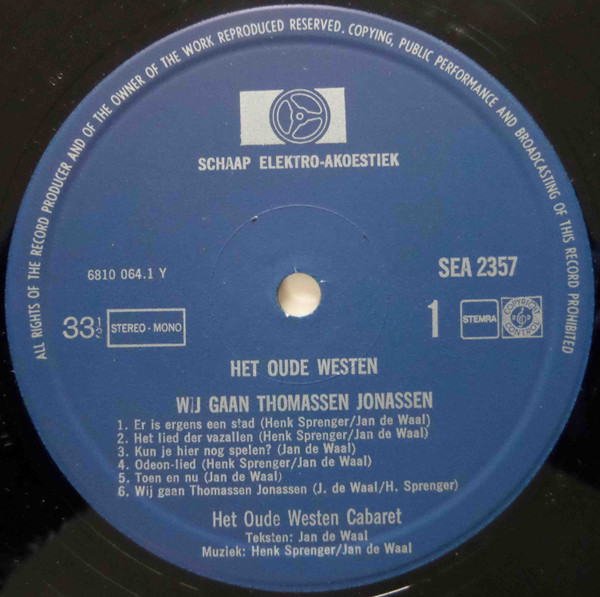 ALL RIGHTS OF THE RECORD PRODUCER AND OF THE OWNER OF THE WORK REPRODUCED RESERVED. COPYING, PUBLIC PERFORMANCE AND BROADCASTING OF THIS RECORD PROHIBITED
SCHAAP ELEKTRO-AKOESTIEK
6810 064.1 Y
SEA 2357
33⅓
STEREO - MONO
1
STEMRA
COPYRIGHT CONTROL
HET OUDE WESTEN
WIJ GAAN THOMASSEN JONASSEN
1. Er is ergens een stad (Henk Sprenger/Jan de Waal)
2. Het lied der vazallen (Henk Sprenger/Jan de Waal)
3. Kun je hier nog spelen? (Jan de Waal)
4. Odeon-lied (Henk Sprenger/Jan de Waal)
5. Toen en nu (Jan de Waal)
6. Wij gaan Thomassen Jonassen (J. de Waal/H. Sprenger)
Het Oude Westen Cabaret
Teksten: Jan de Waal
Muziek: Henk Sprenger/Jan de Waal